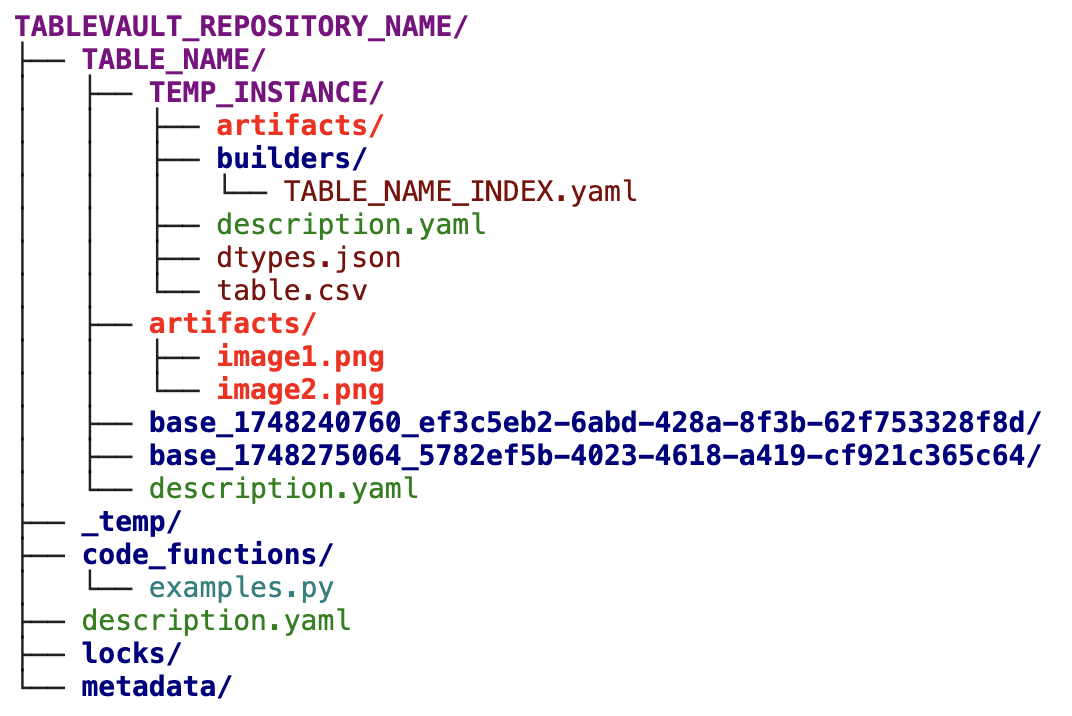 TABLEVAULT_REPOSITORY_NAME/
├── TABLE_NAME/
│   ├── TEMP_INSTANCE/
│   │   ├── artifacts/
│   │   ├── builders/
│   │   │   └── TABLE_NAME_INDEX.yaml
│   │   ├── description.yaml
│   │   ├── dtypes.json
│   │   └── table.csv
│   ├── artifacts/
│   │   ├── image1.png
│   │   └── image2.png
│   ├── base_1748240760_ef3c5eb2-6abd-428a-8f3b-62f753328f8d/
│   ├── base_1748275064_5782ef5b-4023-4618-a419-cf921c365c64/
│   └── description.yaml
├── _temp/
├── code_functions/
│   └── examples.py
├── description.yaml
├── locks/
└── metadata/